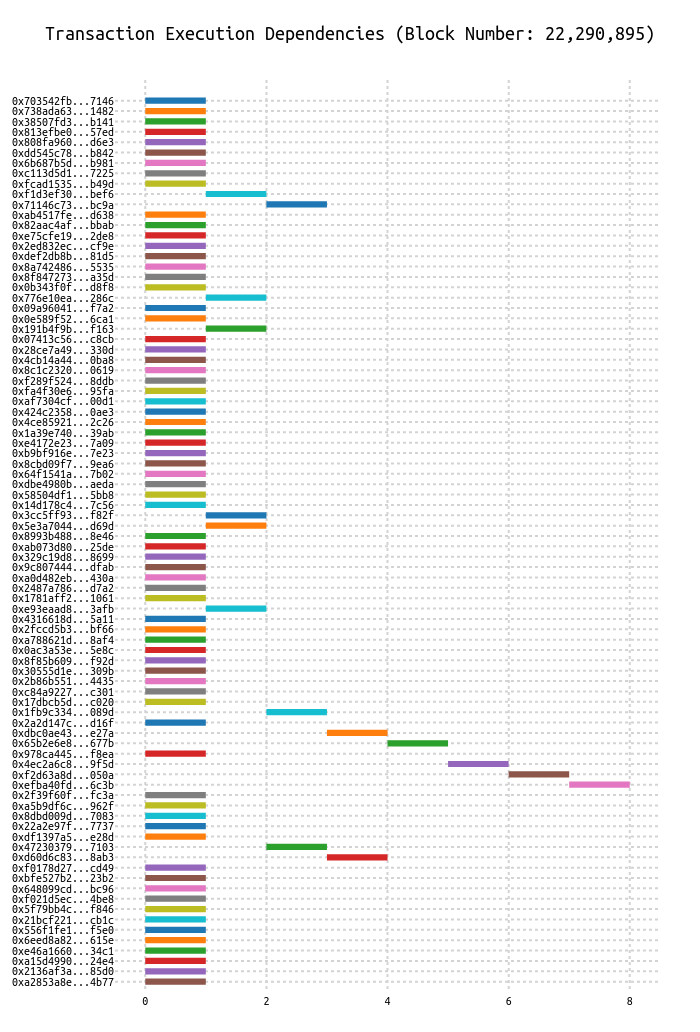 Transaction Execution Dependencies (Block Number: 22,290,895)
0x703542fb...7146
0x738ada63...1482
0x38507fd3...b141
0x813efbe0...57ed
0x808fa960...d6e3
0xdd545c78...b842
0x6b687b5d...b981
0xc113d5d1...7225
0xfcad1535...b49d
0xf1d3ef30...bef6
0x71146c73...bc9a
0xab4517fe...d638
0x82aac4af...bbab
0xe75cfe19...2de8
0x2ed832ec...cf9e
0xdef2db8b...81d5
0x8a742486...5535
0x8f847273...a35d
0x0b343f0f...d8f8
0x776e10ea...286c
0x09a96041...f7a2
0x0e589f52...6ca1
0x191b4f9b...f163
0x07413c56...c8cb
0x28ce7a49...330d
0x4cb14a44...0ba8
0x8c1c2320...0619
0xf289f524...8ddb
0xfa4f30e6...95fa
0xaf7304cf...00d1
0x424c2358...0ae3
0x4ce85921...2c26
0x1a39e740...39ab
0xe4172e23...7a09
0xb9bf916e...7e23
0x8cbd09f7...9ea6
0x64f1541a...7b02
0xdbe4980b...aeda
0x58504df1...5bb8
0x14d178c4...7c56
0x3cc5ff93...f82f
0x5e3a7044...d69d
0x8993b488...8e46
0xab073d80...25de
0x329c19d8...8699
0x9c807444...dfab
0xa0d482eb...430a
0x2487a786...d7a2
0x1781aff2...1061
0xe93eaad8...3afb
0x4316618d...5a11
0x2fccd5b3...bf66
0xa788621d...8af4
0x0ac3a53e...5e8c
0x8f85b609...f92d
0x30555d1e...309b
0x2b86b551...4435
0xc84a9227...c301
0x17dbcb5d...c020
0x1fb9c334...089d
0x2a2d147c...d16f
0xdbc0ae43...e27a
0x65b2e6e8...677b
0x978ca445...f8ea
0x4ec2a6c8...9f5d
0xf2d63a8d...050a
0xefba40fd...6c3b
0x2f39f60f...fc3a
0xa5b9df6c...962f
0x8dbd009d...7083
0x22a2e97f...7737
0xdf1397a5...e28d
0x47230379...7103
0xd60d6c83...8ab3
0xf0178d27...cd49
0xbfe527b2...23b2
0x648099cd...bc96
0xf021d5ec...4be8
0x5f79bb4c...f846
0x21bcf221...cb1c
0x556f1fe1...f5e0
0x6eed8a82...615e
0xe46a1660...34c1
0xa15d4990...24e4
0x2136af3a...85d0
0xa2853a8e...4b77
0 2 4 6 8